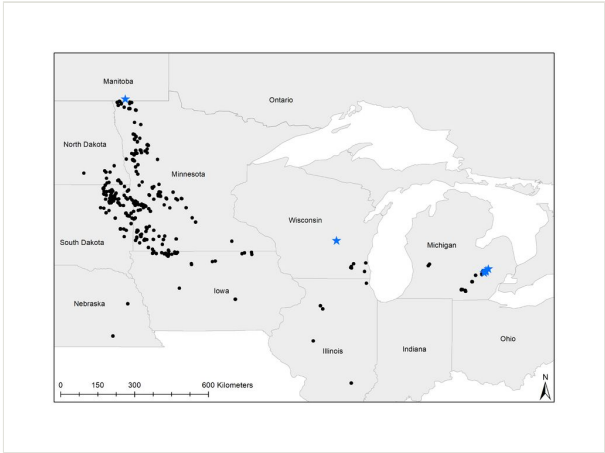 Manitoba
Ontario
North Dakota
Minnesota
Wisconsin
Michigan
South Dakota
Iowa
Nebraska
Illinois
Indiana
Ohio
0 150 300 600 Kilometers
N